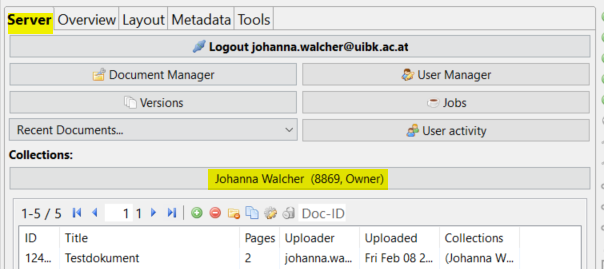 Server Overview Layout Metadata Tools
Logout johanna.walcher@uibk.ac.at
Document Manager User Manager
Versions Jobs
Recent Documents... User activity
Collections:
Johanna Walcher (8869, Owner)
1-5 / 5 1 1 Doc-ID
ID Title Pages Uploader Uploaded Collections
124... Testdokument 2 johanna.wa... Fri Feb 08 2... (Johanna W...